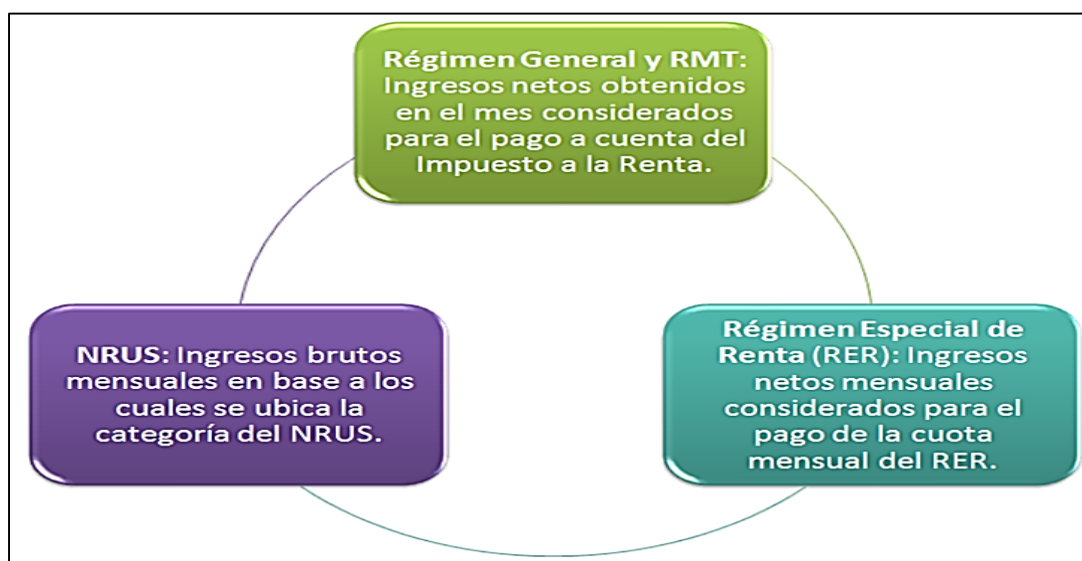 Régimen General y RMT:
Ingresos netos obtenidos
en el mes considerados
para el pago a cuenta del
Impuesto a la Renta.
NRUS: Ingresos brutos
mensuales en base a los
cuales se ubica la
categoría del NRUS.
Régimen Especial de
Renta (RER): Ingresos
netos mensuales
considerados para el
pago de la cuota
mensual del RER.